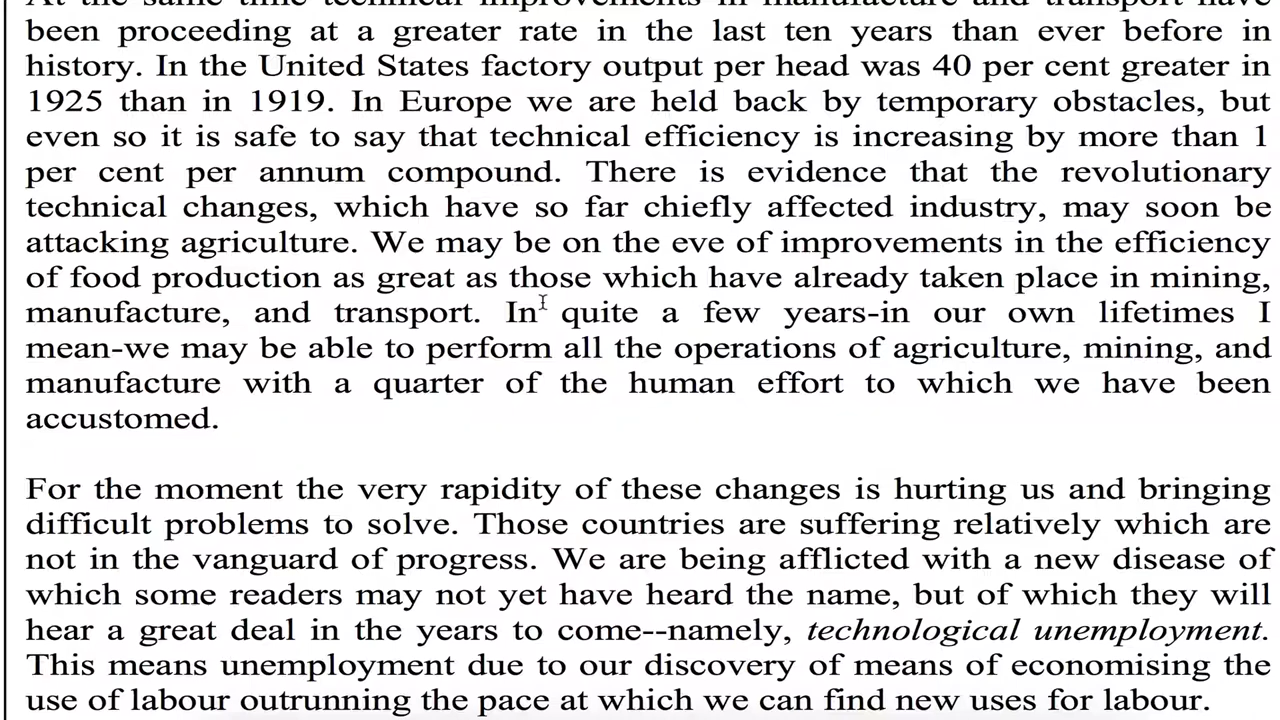 At the same time technical improvements in manufacture and transport have
been proceeding at a greater rate in the last ten years than ever before in
history. In the United States factory output per head was 40 per cent greater in
1925 than in 1919. In Europe we are held back by temporary obstacles, but
even so it is safe to say that technical efficiency is increasing by more than 1
per cent per annum compound. There is evidence that the revolutionary
technical changes, which have so far chiefly affected industry, may soon be
attacking agriculture. We may be on the eve of improvements in the efficiency
of food production as great as those which have already taken place in mining,
manufacture, and transport. In quite a few years-in our own lifetimes I
mean-we may be able to perform all the operations of agriculture, mining, and
manufacture with a quarter of the human effort to which we have been
accustomed.
For the moment the very rapidity of these changes is hurting us and bringing
difficult problems to solve. Those countries are suffering relatively which are
not in the vanguard of progress. We are being afflicted with a new disease of
which some readers may not yet have heard the name, but of which they will
hear a great deal in the years to come--namely, technological unemployment.
This means unemployment due to our discovery of means of economising the
use of labour outrunning the pace at which we can find new uses for labour.